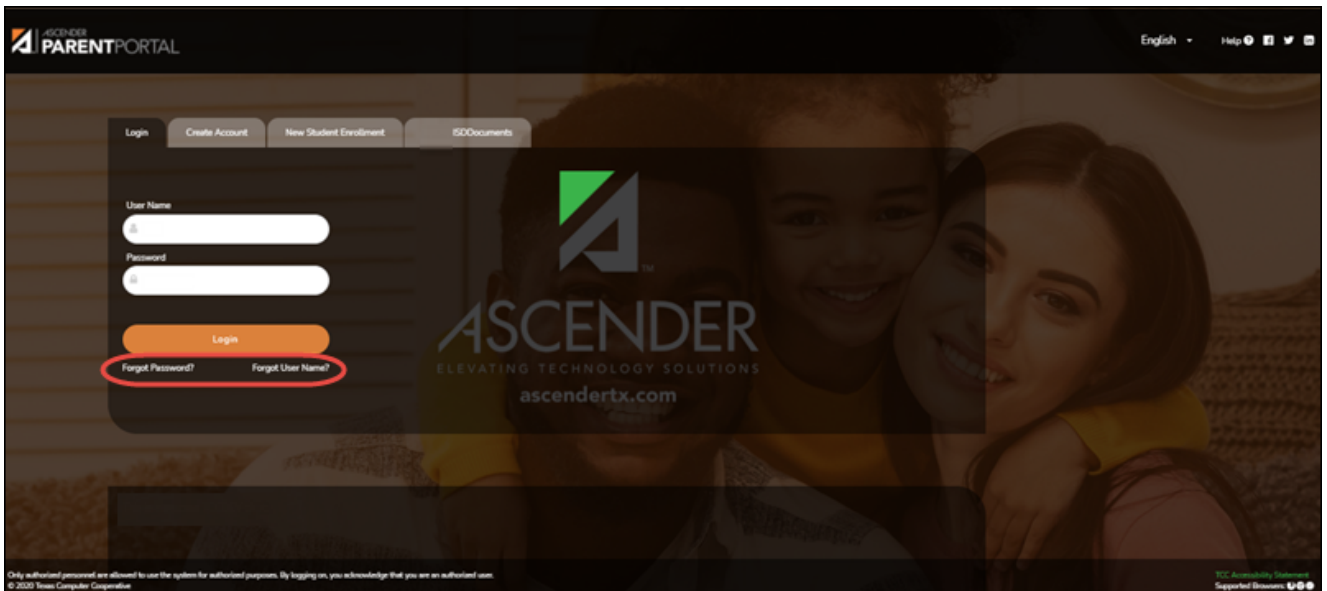 ASCENDER
PARENTPORTAL
English
Help
Login
Create Account
New Student Enrollment
ISDDocuments
User Name
Password
Login
Forgot Password?
Forgot User Name?
TM
ASCENDER
ELEVATING TECHNOLOGY SOLUTIONS
ascendertx.com
Only authorized personnel are allowed to use the system for authorized purposes. By logging on, you acknowledge that you are an authorized user.
© 2020 Texas Computer Cooperative
TCC Accessibility Statement
Supported Browsers: